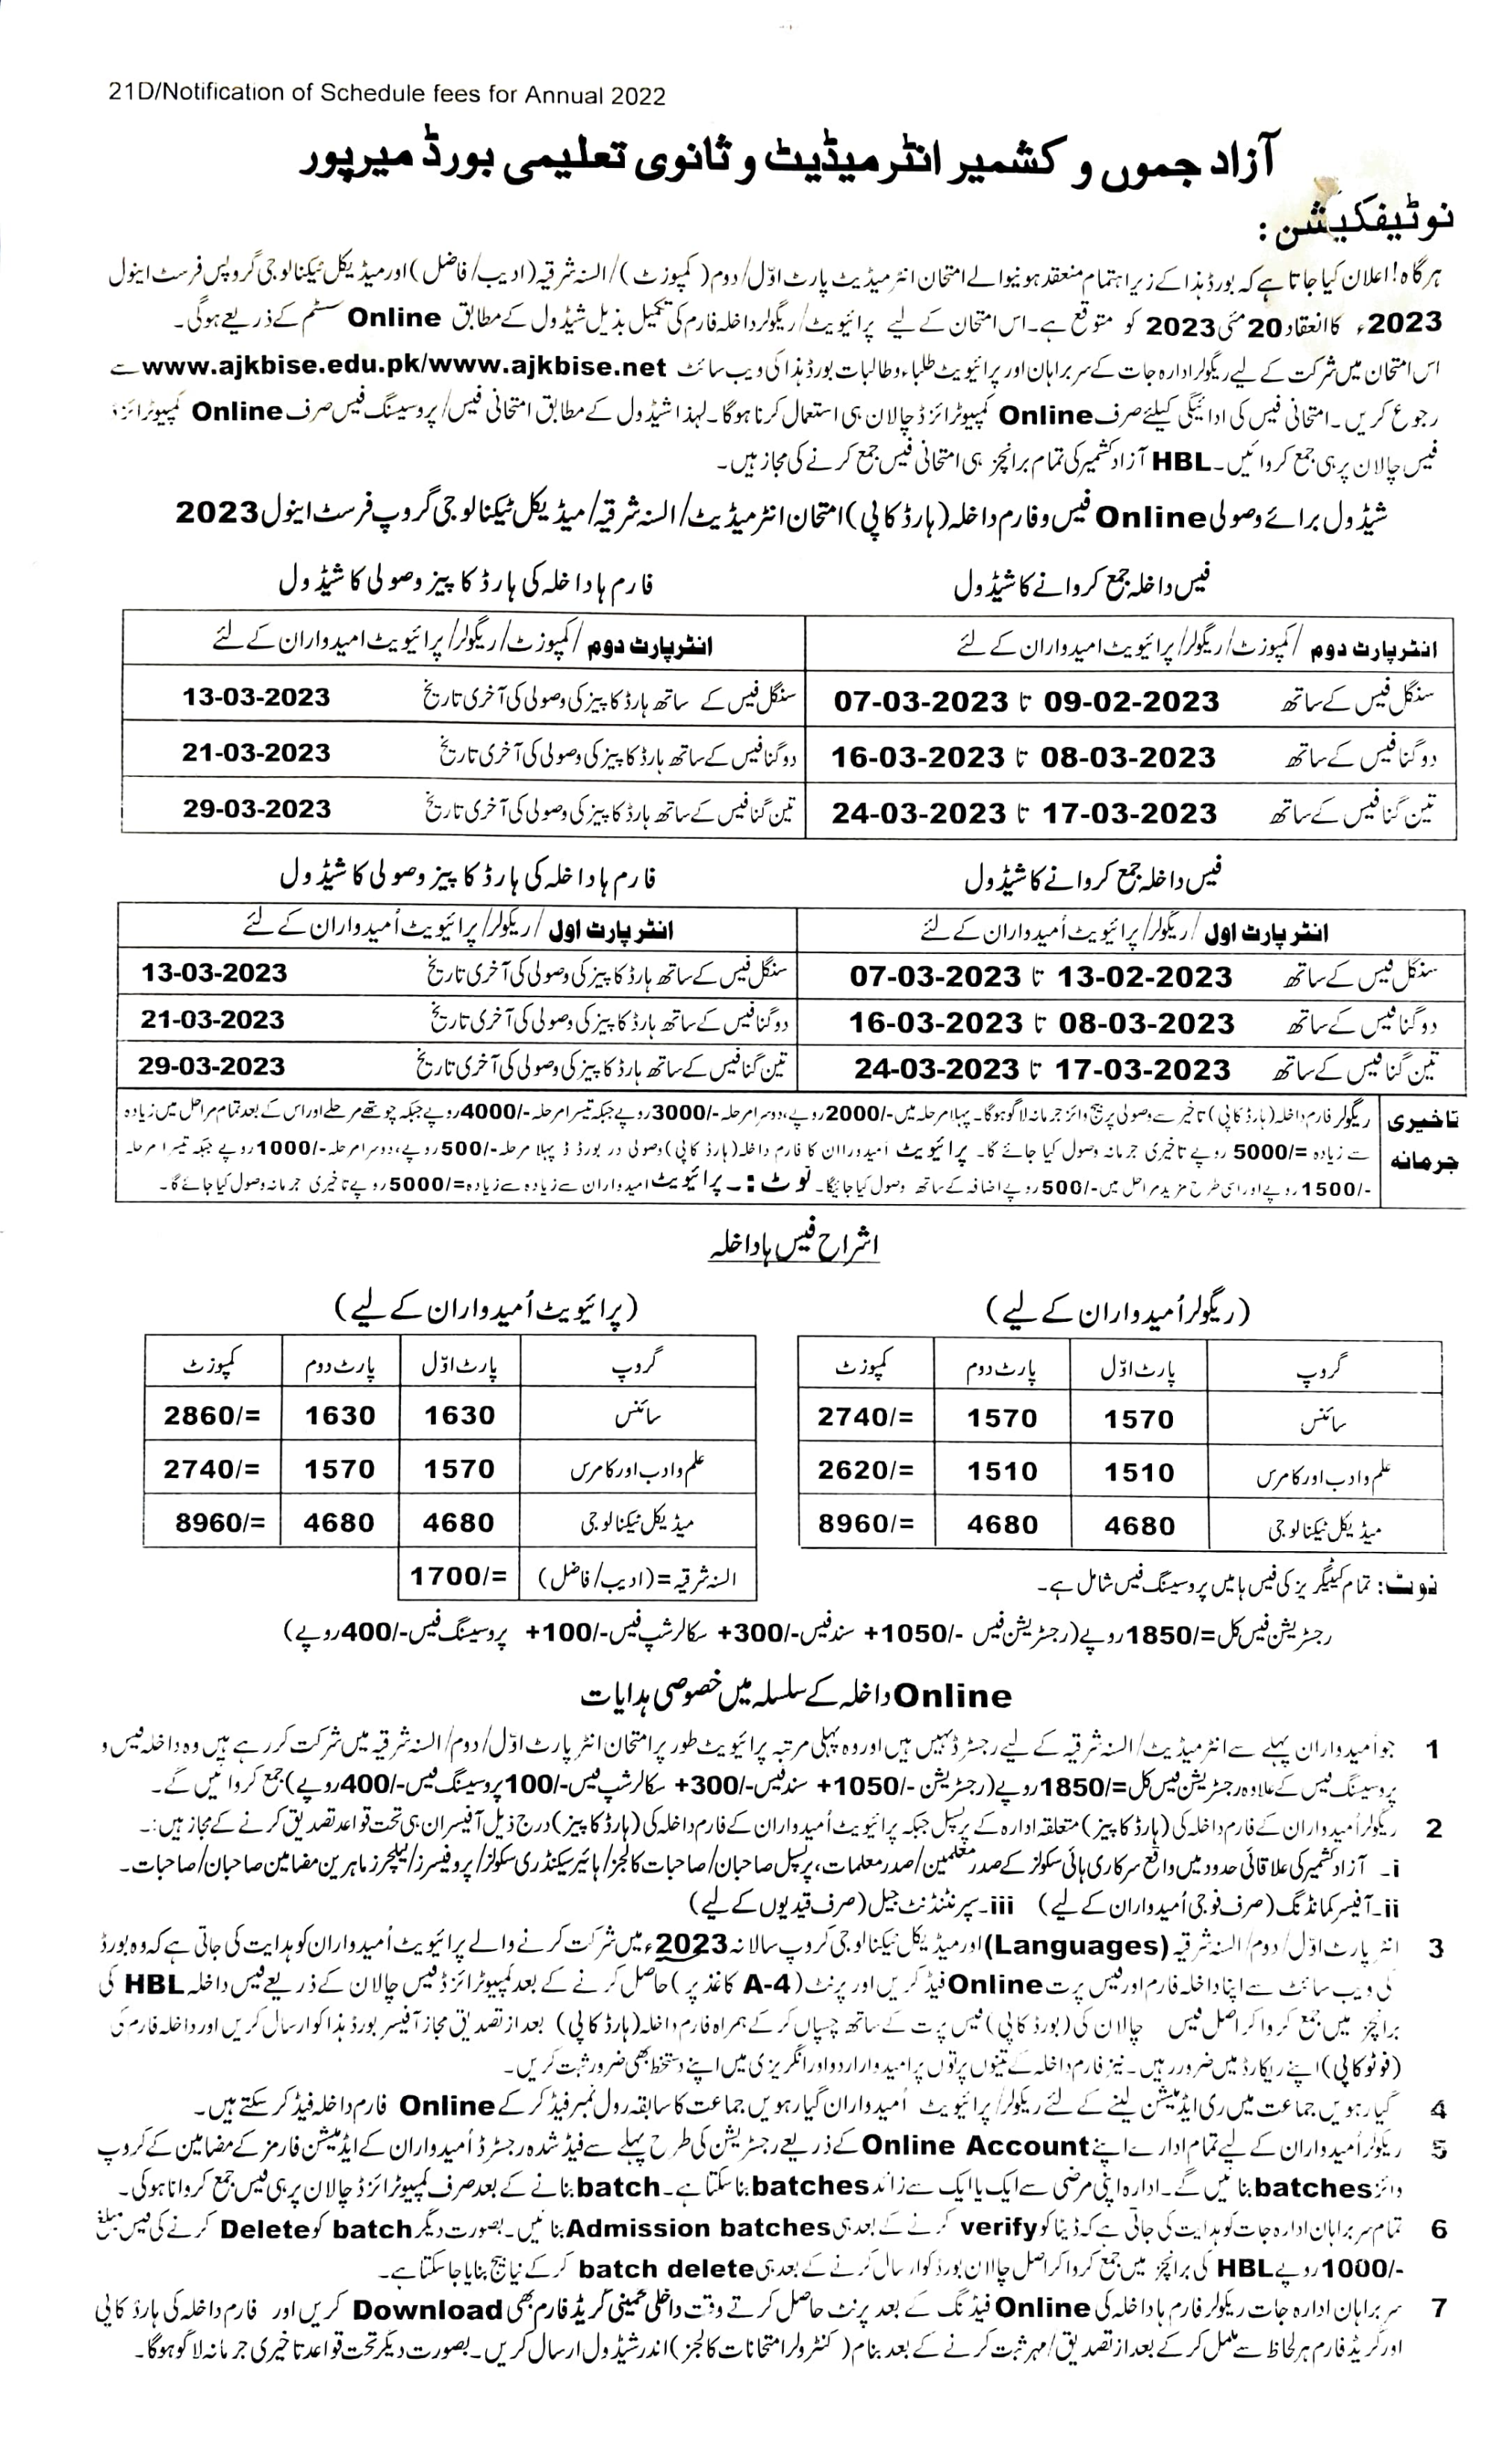 21D/Notification of Schedule fees for Annual 2022
آزاد جموں و کشمیر انٹر میڈیٹ و ثانوی تعلیمی بورڈ میرپور
نوٹیفکیشن:
ہرگاہ! اعلان کیا جاتا ہے کہ بورڈ ہذا کے زیر اہتمام منعقد ہونیوالے امتحان انٹرمیڈیٹ پارٹ اوّل/دوم(کمپوزٹ)/السنہ شرقیہ(ادیب/فاضل) اور میڈیکل ٹیکنالوجی گروپس فرسٹ اینول
2023ء کا انعقاد 20 مئی 2023 کو متوقع ہے۔ اس امتحان کے لیے پرائیویٹ/ریگولر داخلہ فارم کی تکمیل بذیل شیڈول کے مطابق Online سسٹم کے ذریعے ہوگی۔
اس امتحان میں شرکت کے لیے ریگولر ادارہ جات کے سربراہان اور پرائیویٹ طلباء و طالبات بورڈ ہذا کی ویب سائٹ www.ajkbise.edu.pk/www.ajkbise.net سے
رجوع کریں۔ امتحانی فیس کی ادائیگی کیلئے صرف Online کمپیوٹرائزڈ چالان ہی استعمال کرنا ہوگا۔ لہذا شیڈول کے مطابق امتحانی فیس/پروسیسنگ فیس صرف Online کمپیوٹرائزڈ
فیس چالان پر ہی جمع کروائیں۔ HBL آزاد کشمیر کی تمام برانچز ہی امتحانی فیس جمع کرنے کی مجاز ہیں۔
شیڈول برائے وصولی Online فیس و فارم داخلہ (ہارڈ کاپی) امتحان انٹرمیڈیٹ/السنہ شرقیہ/میڈیکل ٹیکنالوجی گروپ فرسٹ اینول 2023
فیس داخلہ جمع کروانے کا شیڈول
فارم ہا داخلہ کی ہارڈ کاپیز وصولی کا شیڈول
انٹر پارٹ دوم /کمپوزٹ/ریگولر/پرائیویٹ امیدواران کے لئے
انٹر پارٹ دوم /کمپوزٹ/ریگولر/پرائیویٹ امیدواران کے لئے
سنگل فیس کے ساتھ 09-02-2023 تا 07-03-2023
سنگل فیس کے ساتھ ہارڈ کاپیز کی وصولی کی آخری تاریخ 13-03-2023
دوگنا فیس کے ساتھ 08-03-2023 تا 16-03-2023
دوگنا فیس کے ساتھ ہارڈ کاپیز کی وصولی کی آخری تاریخ 21-03-2023
تین گنا فیس کے ساتھ 17-03-2023 تا 24-03-2023
تین گنا فیس کے ساتھ ہارڈ کاپیز کی وصولی کی آخری تاریخ 29-03-2023
فیس داخلہ جمع کروانے کا شیڈول
فارم ہا داخلہ کی ہارڈ کاپیز وصولی کا شیڈول
انٹر پارٹ اول /ریگولر/پرائیویٹ اُمیدواران کے لئے
انٹر پارٹ اول /ریگولر/پرائیویٹ اُمیدواران کے لئے
سنگل فیس کے ساتھ 13-02-2023 تا 07-03-2023
سنگل فیس کے ساتھ ہارڈ کاپیز کی وصولی کی آخری تاریخ 13-03-2023
دوگنا فیس کے ساتھ 08-03-2023 تا 16-03-2023
دوگنا فیس کے ساتھ ہارڈ کاپیز کی وصولی کی آخری تاریخ 21-03-2023
تین گنا فیس کے ساتھ 17-03-2023 تا 24-03-2023
تین گنا فیس کے ساتھ ہارڈ کاپیز کی وصولی کی آخری تاریخ 29-03-2023
تاخیری جرمانہ
ریگولر فارم داخلہ (ہارڈ کاپی) تاخیر سے وصولی پر بیج وائز جرمانہ لاگو ہوگا۔ پہلا مرحلہ میں -/2000 روپے، دوسرا مرحلہ -/3000 روپے جبکہ تیسرا مرحلہ -/4000 روپے جبکہ چوتھے مرحلے اور اس کے بعد تمام مراحل میں زیادہ
سے زیادہ =/5000 روپے تاخیری جرمانہ وصول کیا جائے گا۔ پرائیویٹ اُمیدوران کا فارم داخلہ (ہارڈ کاپی) وصولی در بورڈ ذ پہلا مرحلہ -/500 روپے، دوسرا مرحلہ -/1000 روپے جبکہ تیسرا مرحلہ
-/1500 روپے اور اسی طرح مزید مراحل میں -/500 روپے اضافہ کے ساتھ وصول کیا جائیگا۔ نوٹ:۔ پرائیویٹ امیدواران سے زیادہ سے زیادہ =/5000 روپے تاخیری جرمانہ وصول کیا جائے گا۔
اشراح فیس ہا داخلہ
(ریگولر اُمیدواران کے لیے)
گروپ پارٹ اوّل پارٹ دوم کمپوزٹ
سائنس 1570 1570 2740/=
علم و ادب اور کامرس 1510 1510 2620/=
میڈیکل ٹیکنالوجی 4680 4680 8960/=
نوٹ: تمام کیٹگریز کی فیس ہا میں پروسیسنگ فیس شامل ہے۔
(پرائیویٹ اُمیدواران کے لیے)
گروپ پارٹ اوّل پارٹ دوم کمپوزٹ
سائنس 1630 1630 2860/=
علم و ادب اور کامرس 1570 1570 2740/=
میڈیکل ٹیکنالوجی 4680 4680 8960/=
السنہ شرقیہ = (ادیب/فاضل) 1700/=
رجسٹریشن فیس کل =/1850 روپے (رجسٹریشن فیس -/1050+ سند فیس -/300+ سکالرشپ فیس -/100+ پروسیسنگ فیس -/400 روپے)
Online داخلہ کے سلسلہ میں خصوصی ہدایات
1 جو اُمیدواران پہلے سے انٹرمیڈیٹ/السنہ شرقیہ کے لیے رجسٹرڈ نہیں ہیں اور وہ پہلی مرتبہ پرائیویٹ طور پر امتحان انٹر پارٹ اوّل/دوم/السنہ شرقیہ میں شرکت کر رہے ہیں وہ داخلہ فیس و
پروسیسنگ فیس کے علاوہ رجسٹریشن فیس کل =/1850 روپے (رجسٹریشن -/1050+ سند فیس -/300+ سکالرشپ فیس -/100 پروسیسنگ فیس -/400 روپے) جمع کروائیں گے۔
2 ریگولر اُمیدواران کے فارم داخلہ کی (ہارڈ کاپیز) متعلقہ ادارہ کے پرنسپل جبکہ پرائیویٹ اُمیدواران کے فارم داخلہ کی (ہارڈ کاپیز) درج ذیل آفیسران ہی تحت قواعد تصدیق کرنے کے مجاز ہیں:۔
i۔ آزاد کشمیر کی علاقائی حدود میں واقع سرکاری ہائی سکولز کے صدر معلمین/صدر معلمات، پرنسپل صاحبان/صاحبات کالجز/ہائیر سیکنڈری سکولز/پروفیسرز/لیکچرز ماہرین مضامین صاحبان/صاحبات۔
ii۔ آفیسر کمانڈنگ (صرف فوجی اُمیدواران کے لیے) iii۔ سپرنٹنڈنٹ جیل (صرف قیدیوں کے لیے)
3 انٹر پارٹ اوّل/دوم/السنہ شرقیہ (Languages) اور میڈیکل ٹیکنالوجی گروپ سالانہ 2023ء میں شرکت کرنے والے پرائیویٹ اُمیدواران کو ہدایت کی جاتی ہے کہ وہ بورڈ
کی ویب سائٹ سے اپنا داخلہ فارم اور فیس پرت Online فیڈ کریں اور پرنٹ (A-4 کاغذ پر) حاصل کرنے کے بعد کمپیوٹرائزڈ فیس چالان کے ذریعے فیس داخلہ HBL کی
برانچز میں جمع کروا کر اصل فیس چالان کی (بورڈ کاپی) فیس پرت کے ساتھ چسپاں کر کے ہمراہ فارم داخلہ (ہارڈ کاپی) بعد از تصدیق مجاز آفیسر بورڈ ہذا کو ارسال کریں اور داخلہ فارم کی
(فوٹو کاپی) اپنے ریکارڈ میں ضرور رہیں۔ نیز فارم داخلہ کے تینوں پرتوں پر امیدوار اردو اور انگریزی میں اپنے دستخط بھی ضرور ثبت کریں۔
4 گیارہویں جماعت میں ری ایڈمیشن لینے کے لئے ریگولر/پرائیویٹ اُمیدواران گیارہویں جماعت کا سابقہ رول نمبر فیڈ کر کے Online فارم داخلہ فیڈ کر سکتے ہیں۔
5 ریگولر اُمیدواران کے لیے تمام ادارے اپنے Online Account کے ذریعے رجسٹریشن کی طرح پہلے سے فیڈ شدہ رجسٹرڈ اُمیدواران کے ایڈمیشن فارمز کے مضامین کے گروپ
وائز batches بنائیں گے۔ ادارہ اپنی مرضی سے ایک یا ایک سے زائد batches بنا سکتا ہے۔ batch بنانے کے بعد صرف کمپیوٹرائزڈ چالان پر ہی فیس جمع کروانا ہوگی۔
6 تمام سربراہان ادارہ جات کو ہدایت کی جاتی ہے کہ ڈیٹا کو verify کرنے کے بعد ہی Admission batches بنائیں۔ بصورت دیگر batch کو Delete کرنے کی فیس مبلغ
-/1000 روپے HBL کی برانچز میں جمع کروا کر اصل چالان بورڈ کو ارسال کرنے کے بعد ہی batch delete کر کے نیا بیج بنایا جا سکتا ہے۔
7 سربراہان ادارہ جات ریگولر فارم ہا داخلہ کی Online فیڈنگ کے بعد پرنٹ حاصل کرتے وقت داخلی تخمینی گریڈ فارم بھی Download کریں اور فارم داخلہ کی ہارڈ کاپی
اور گریڈ فارم ہر لحاظ سے مکمل کر کے بعد از تصدیق/مہر ثبت کرنے کے بعد بنام (کنٹرولر امتحانات کالجز) اندر شیڈول ارسال کریں۔ بصورت دیگر تحت قواعد تاخیری جرمانہ لاگو ہوگا۔